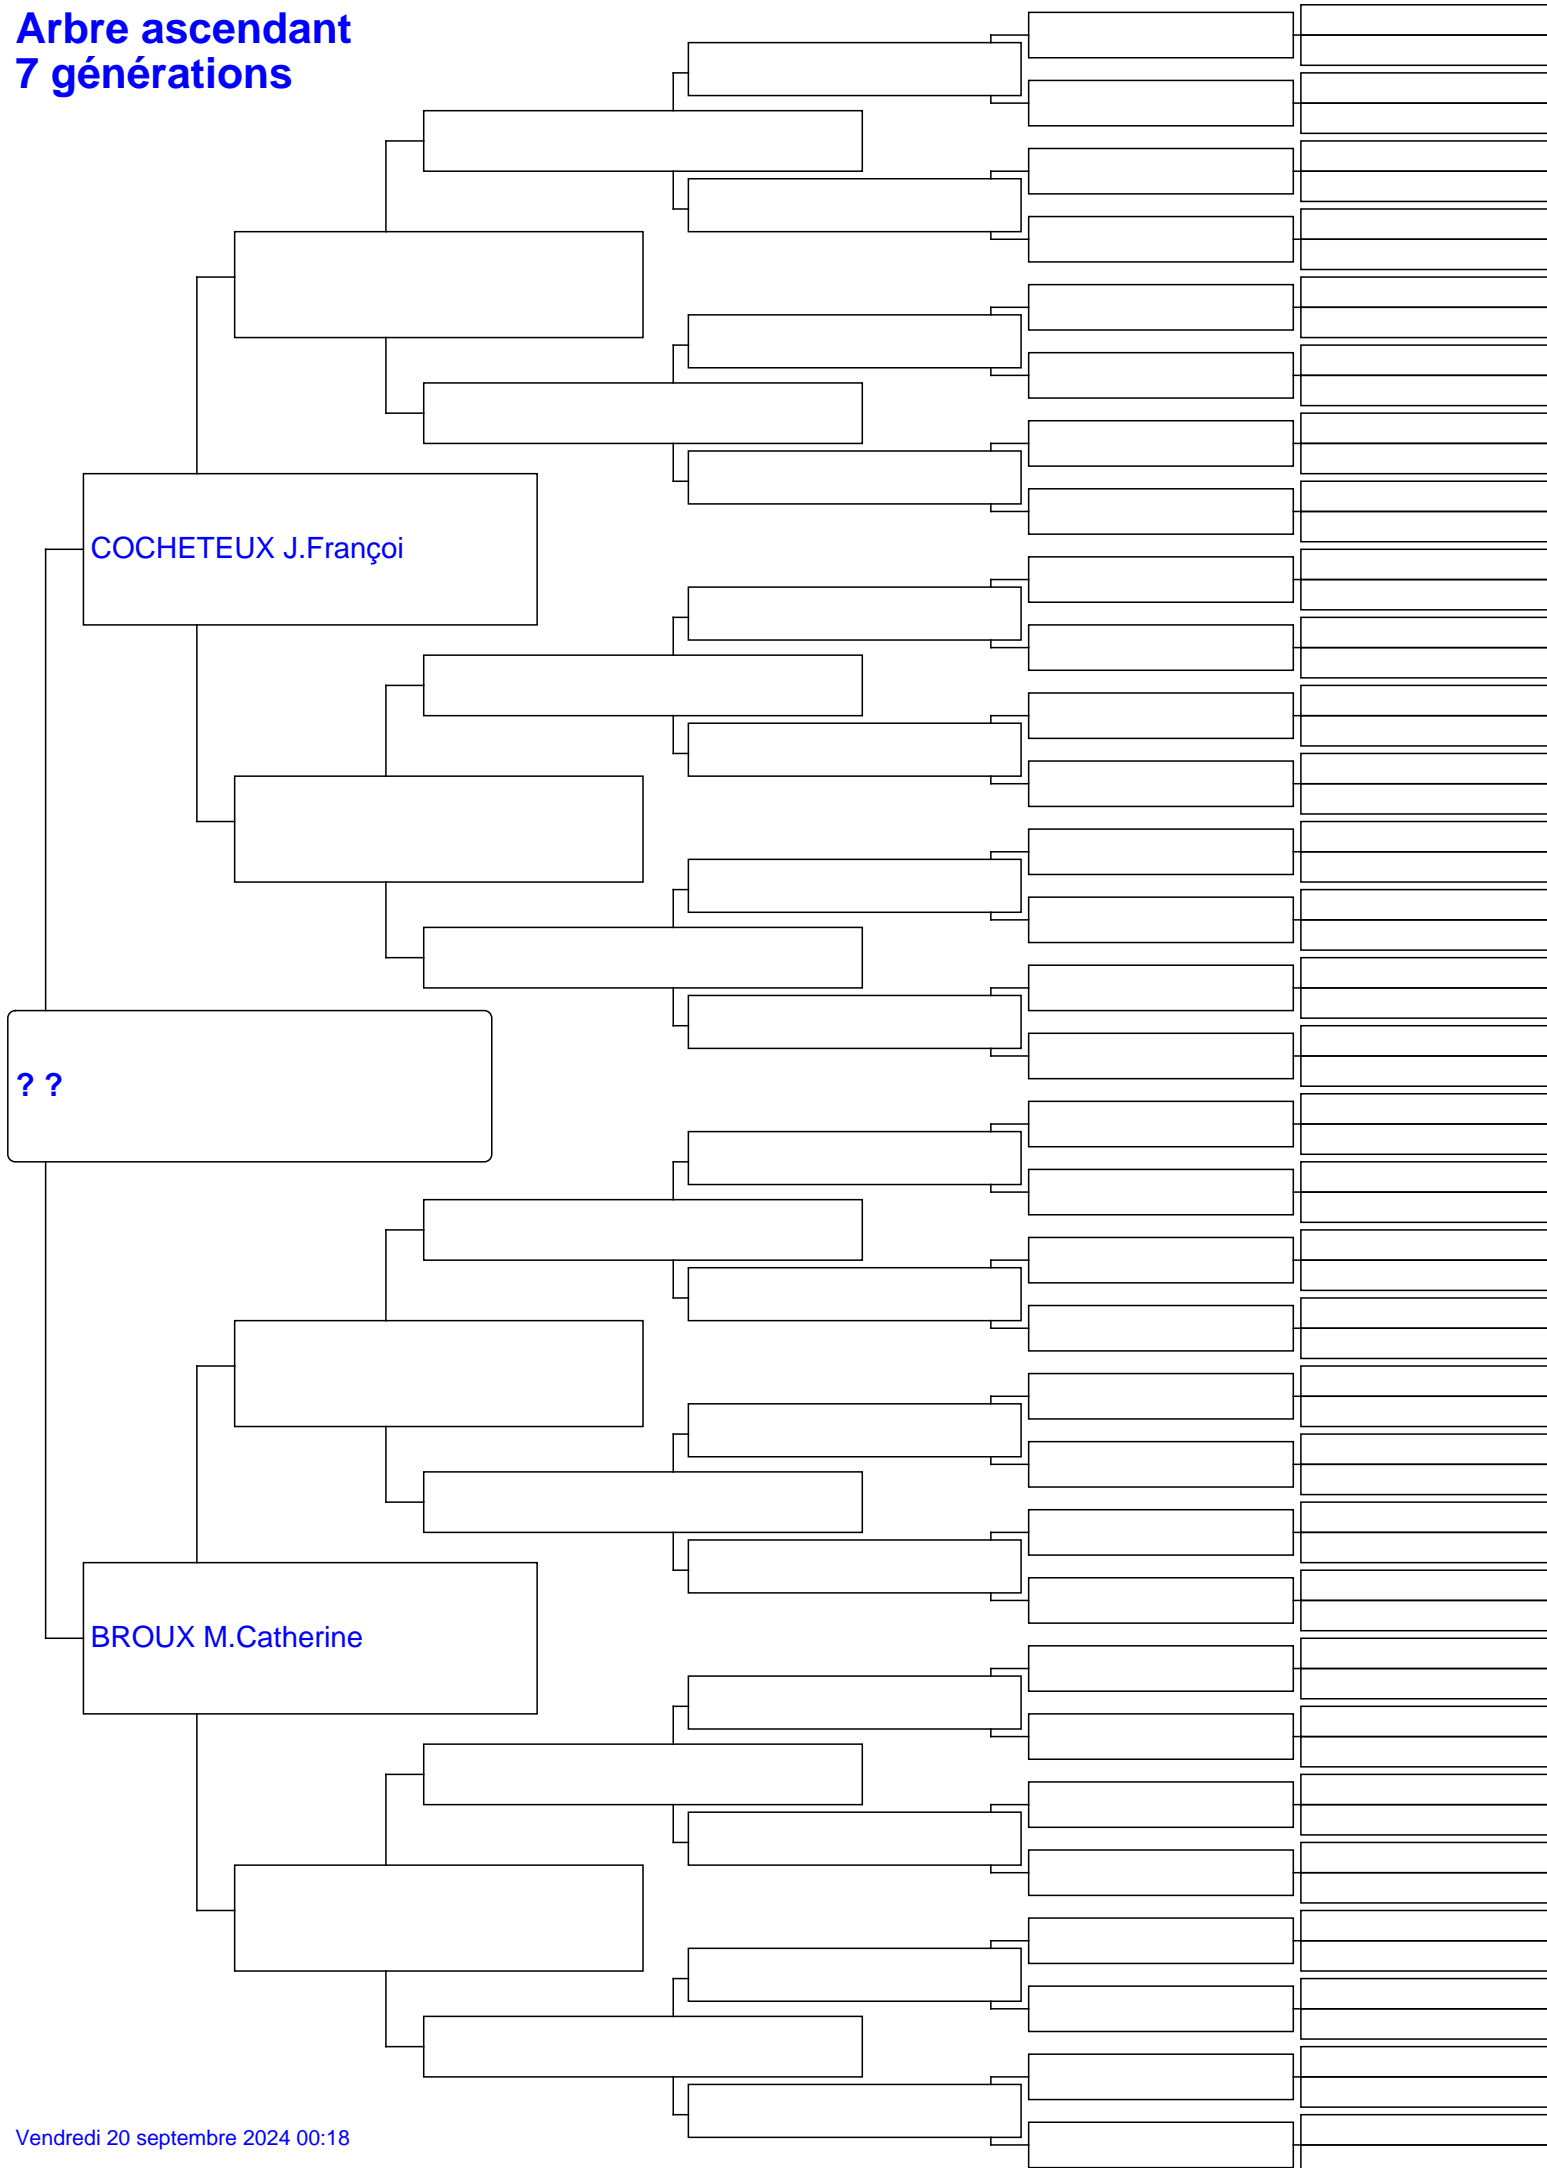 Arbre ascendant
7 générations
COCHETEUX J.Françoi
? ?
BROUX M.Catherine
Vendredi 20 septembre 2024 00:18